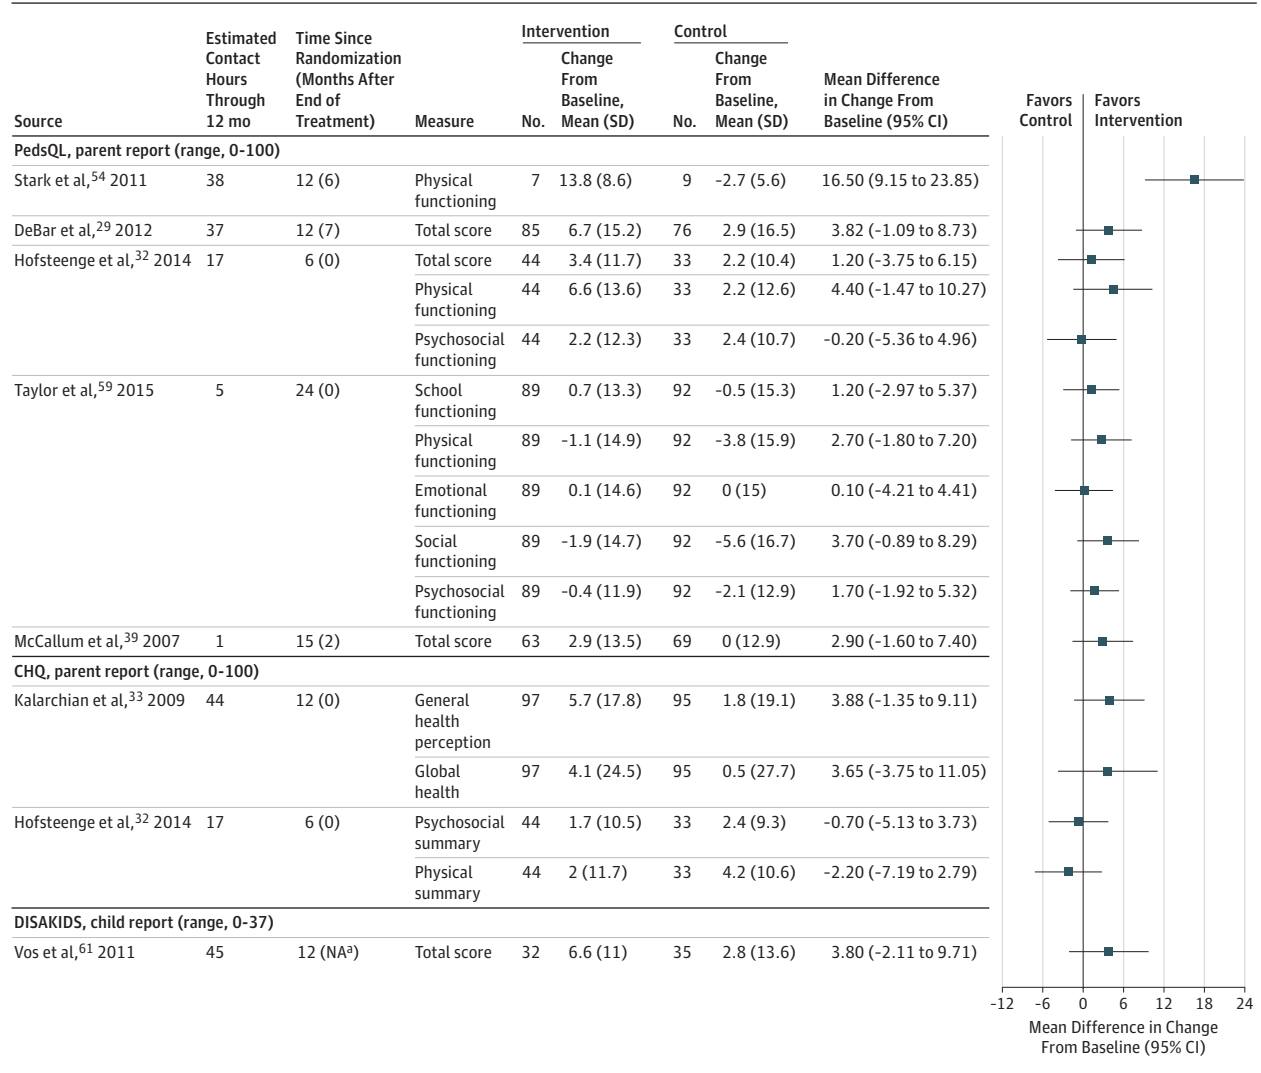 Source Estimated Contact Hours Through 12 mo Time Since Randomization (Months After End of Treatment) Measure Intervention No. Change From Baseline, Mean (SD) Control No. Change From Baseline, Mean (SD) Mean Difference in Change From Baseline (95% CI) Favors Control Favors Intervention
PedsQL, parent report (range, 0-100)
Stark et al,54 2011 38 12 (6) Physical functioning 7 13.8 (8.6) 9 -2.7 (5.6) 16.50 (9.15 to 23.85)
DeBar et al,29 2012 37 12 (7) Total score 85 6.7 (15.2) 76 2.9 (16.5) 3.82 (-1.09 to 8.73)
Hofsteenge et al,32 2014 17 6 (0) Total score 44 3.4 (11.7) 33 2.2 (10.4) 1.20 (-3.75 to 6.15)
Physical functioning 44 6.6 (13.6) 33 2.2 (12.6) 4.40 (-1.47 to 10.27)
Psychosocial functioning 44 2.2 (12.3) 33 2.4 (10.7) -0.20 (-5.36 to 4.96)
Taylor et al,59 2015 5 24 (0) School functioning 89 0.7 (13.3) 92 -0.5 (15.3) 1.20 (-2.97 to 5.37)
Physical functioning 89 -1.1 (14.9) 92 -3.8 (15.9) 2.70 (-1.80 to 7.20)
Emotional functioning 89 0.1 (14.6) 92 0 (15) 0.10 (-4.21 to 4.41)
Social functioning 89 -1.9 (14.7) 92 -5.6 (16.7) 3.70 (-0.89 to 8.29)
Psychosocial functioning 89 -0.4 (11.9) 92 -2.1 (12.9) 1.70 (-1.92 to 5.32)
McCallum et al,39 2007 1 15 (2) Total score 63 2.9 (13.5) 69 0 (12.9) 2.90 (-1.60 to 7.40)
CHQ, parent report (range, 0-100)
Kalarchian et al,33 2009 44 12 (0) General health perception 97 5.7 (17.8) 95 1.8 (19.1) 3.88 (-1.35 to 9.11)
Global health 97 4.1 (24.5) 95 0.5 (27.7) 3.65 (-3.75 to 11.05)
Hofsteenge et al,32 2014 17 6 (0) Psychosocial summary 44 1.7 (10.5) 33 2.4 (9.3) -0.70 (-5.13 to 3.73)
Physical summary 44 2 (11.7) 33 4.2 (10.6) -2.20 (-7.19 to 2.79)
DISAKIDS, child report (range, 0-37)
Vos et al,61 2011 45 12 (NAa) Total score 32 6.6 (11) 35 2.8 (13.6) 3.80 (-2.11 to 9.71)
-12 -6 0 6 12 18 24
Mean Difference in Change
From Baseline (95% CI)